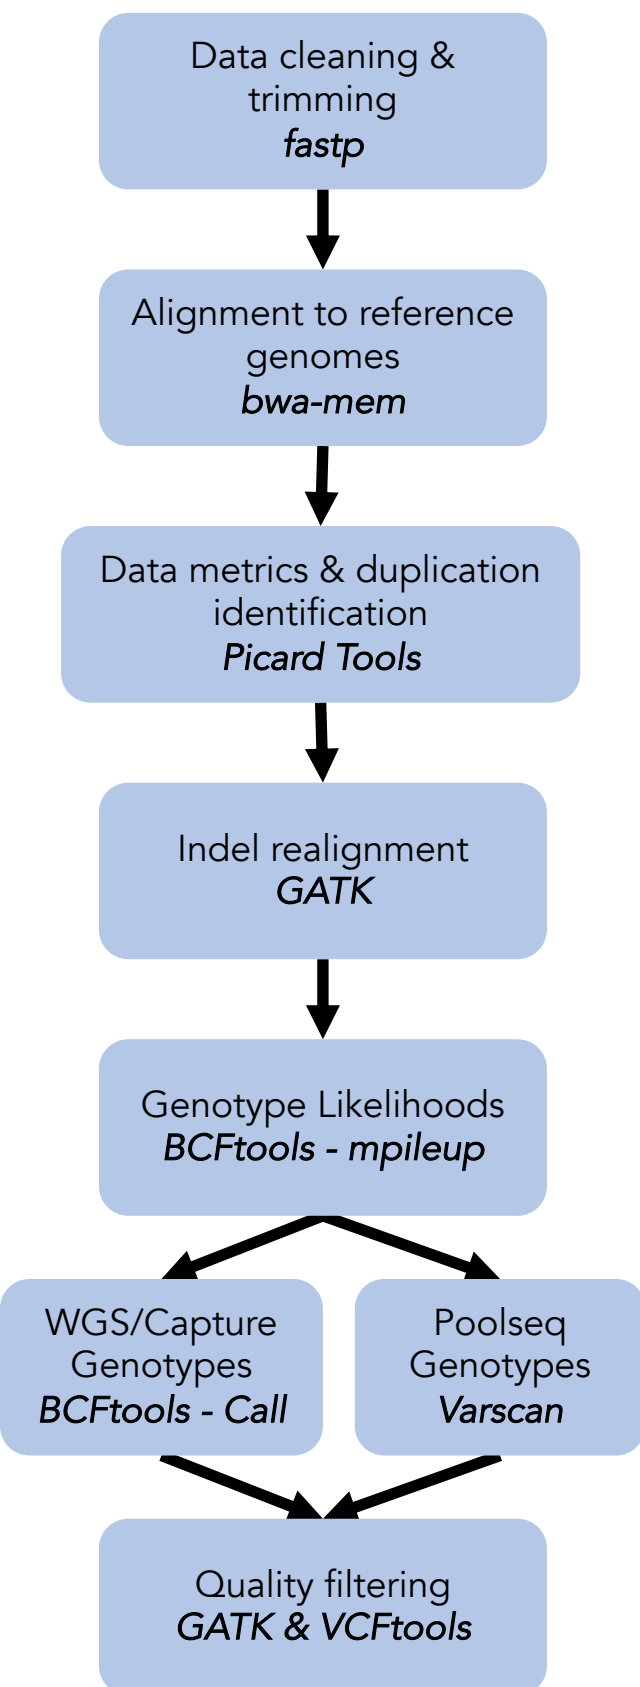 Data cleaning &
trimming
fastp
Alignment to reference
genomes
bwa-mem
Data metrics & duplication
identification
Picard Tools
Indel realignment
GATK
Genotype Likelihoods
BCFtools - mpileup
WGS/Capture
Genotypes
BCFtools - Call
Poolseq
Genotypes
Varscan
Quality filtering
GATK & VCFtools